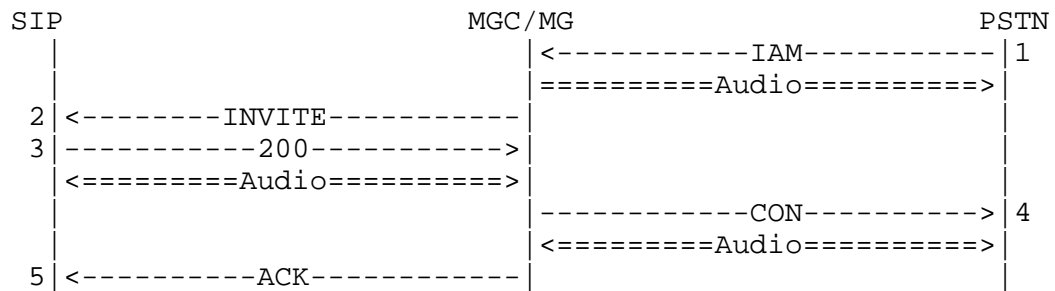 SIP MGC/MG PSTN
|<-----------IAM-----------|1
|==========Audio==========>|
2|<--------INVITE-----------|
3|-----------200----------->|
|<=========Audio==========>|
|------------CON---------->|4
|<=========Audio==========>|
5|<----------ACK------------|